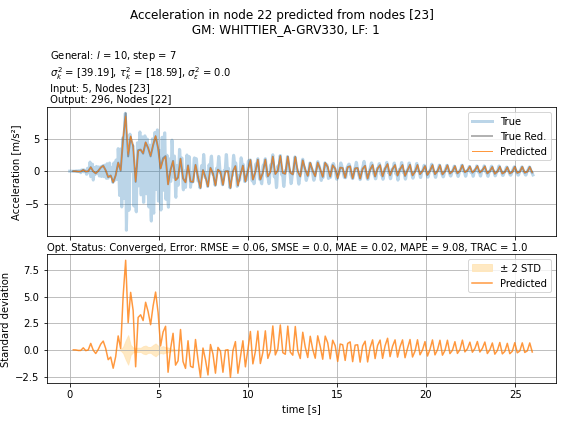 Acceleration in node 22 predicted from nodes [23]
GM: WHITTIER_A-GRV330, LF: 1
General: l = 10, step = 7
σ²ₖ = [39.19], τ²ₖ = [18.59], σ²ε = 0.0
Input: 5, Nodes [23]
Output: 296, Nodes [22]
Acceleration [m/s²]
5
0
−5
True
True Red.
Predicted
Opt. Status: Converged, Error: RMSE = 0.06, SMSE = 0.0, MAE = 0.02, MAPE = 9.08, TRAC = 1.0
Standard deviation
7.5
5.0
2.5
0.0
−2.5
± 2 STD
Predicted
0 5 10 15 20 25
time [s]